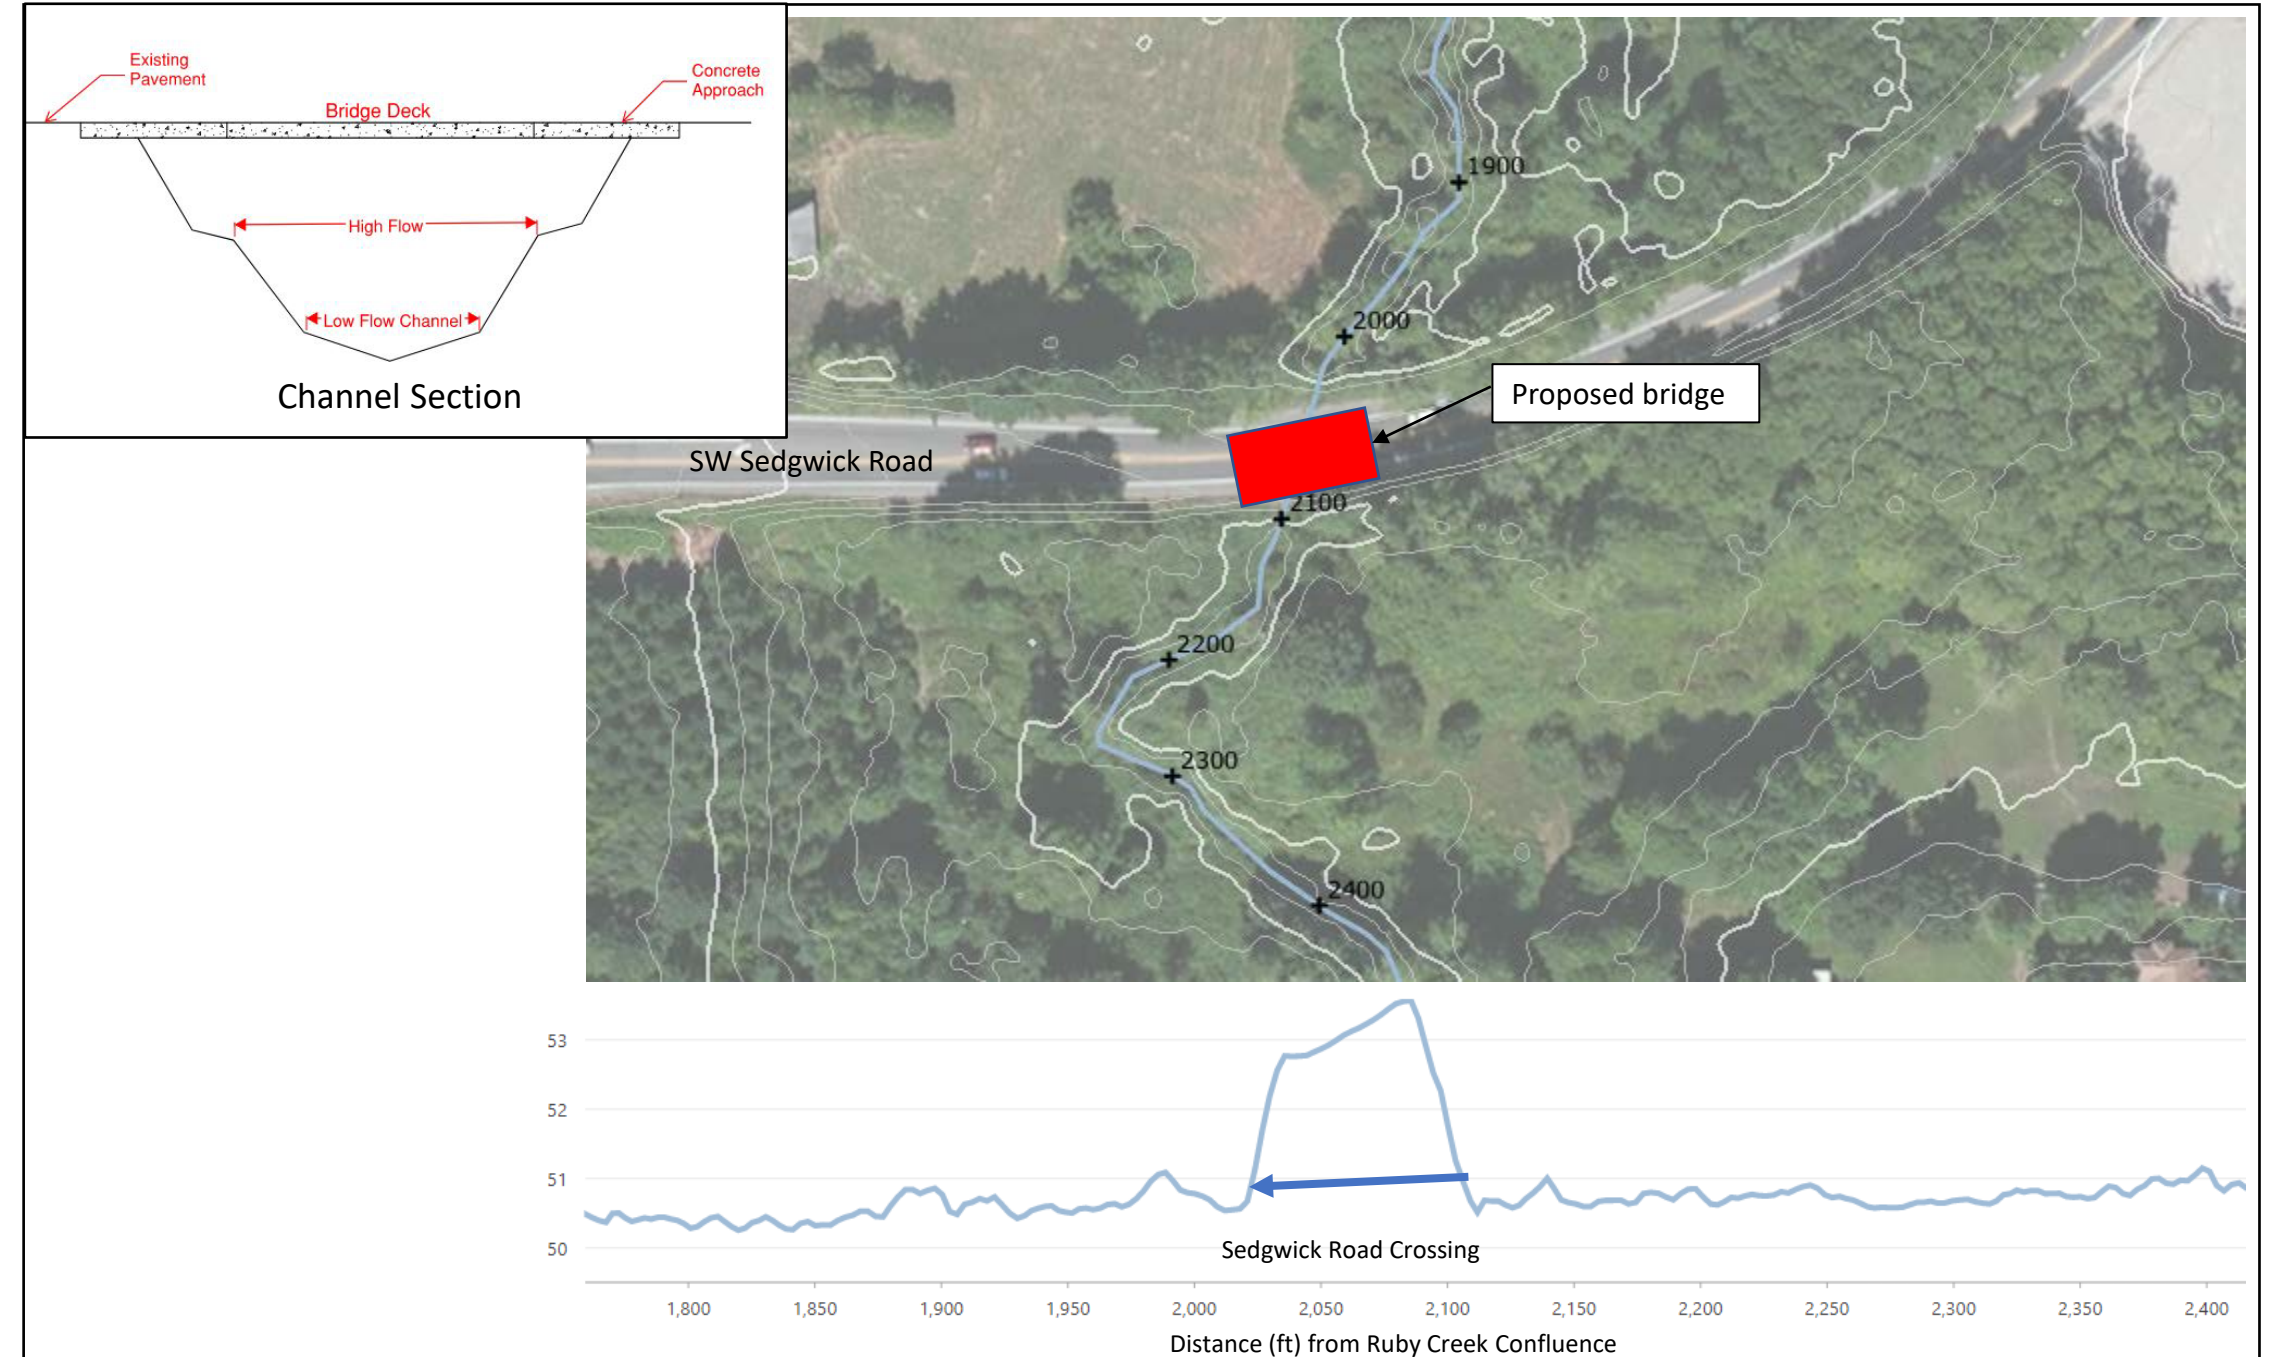 Existing
Pavement
Concrete
Approach
Bridge Deck
High Flow
Low Flow Channel
Channel Section
1900
2000
Proposed bridge
SW Sedgwick Road
2100
2200
2300
2400
53
52
51
50
Sedgwick Road Crossing
1,800 1,850 1,900 1,950 2,000 2,050 2,100 2,150 2,200 2,250 2,300 2,350 2,400
Distance (ft) from Ruby Creek Confluence